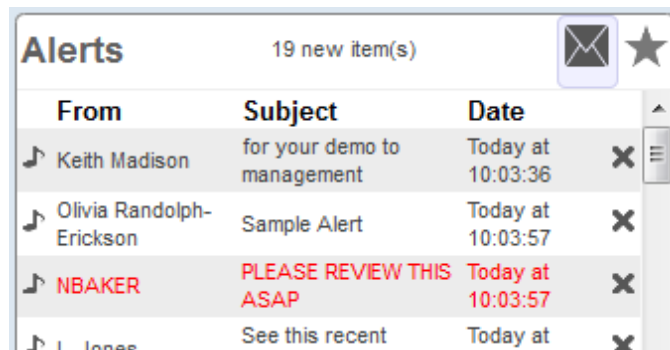 Alerts 19 new item(s)
From Subject Date
Keith Madison for your demo to Today at
management 10:03:36
Olivia Randolph- Sample Alert Today at
Erickson 10:03:57
NBAKER PLEASE REVIEW THIS Today at
ASAP 10:03:57
L. Jones See this recent Today at